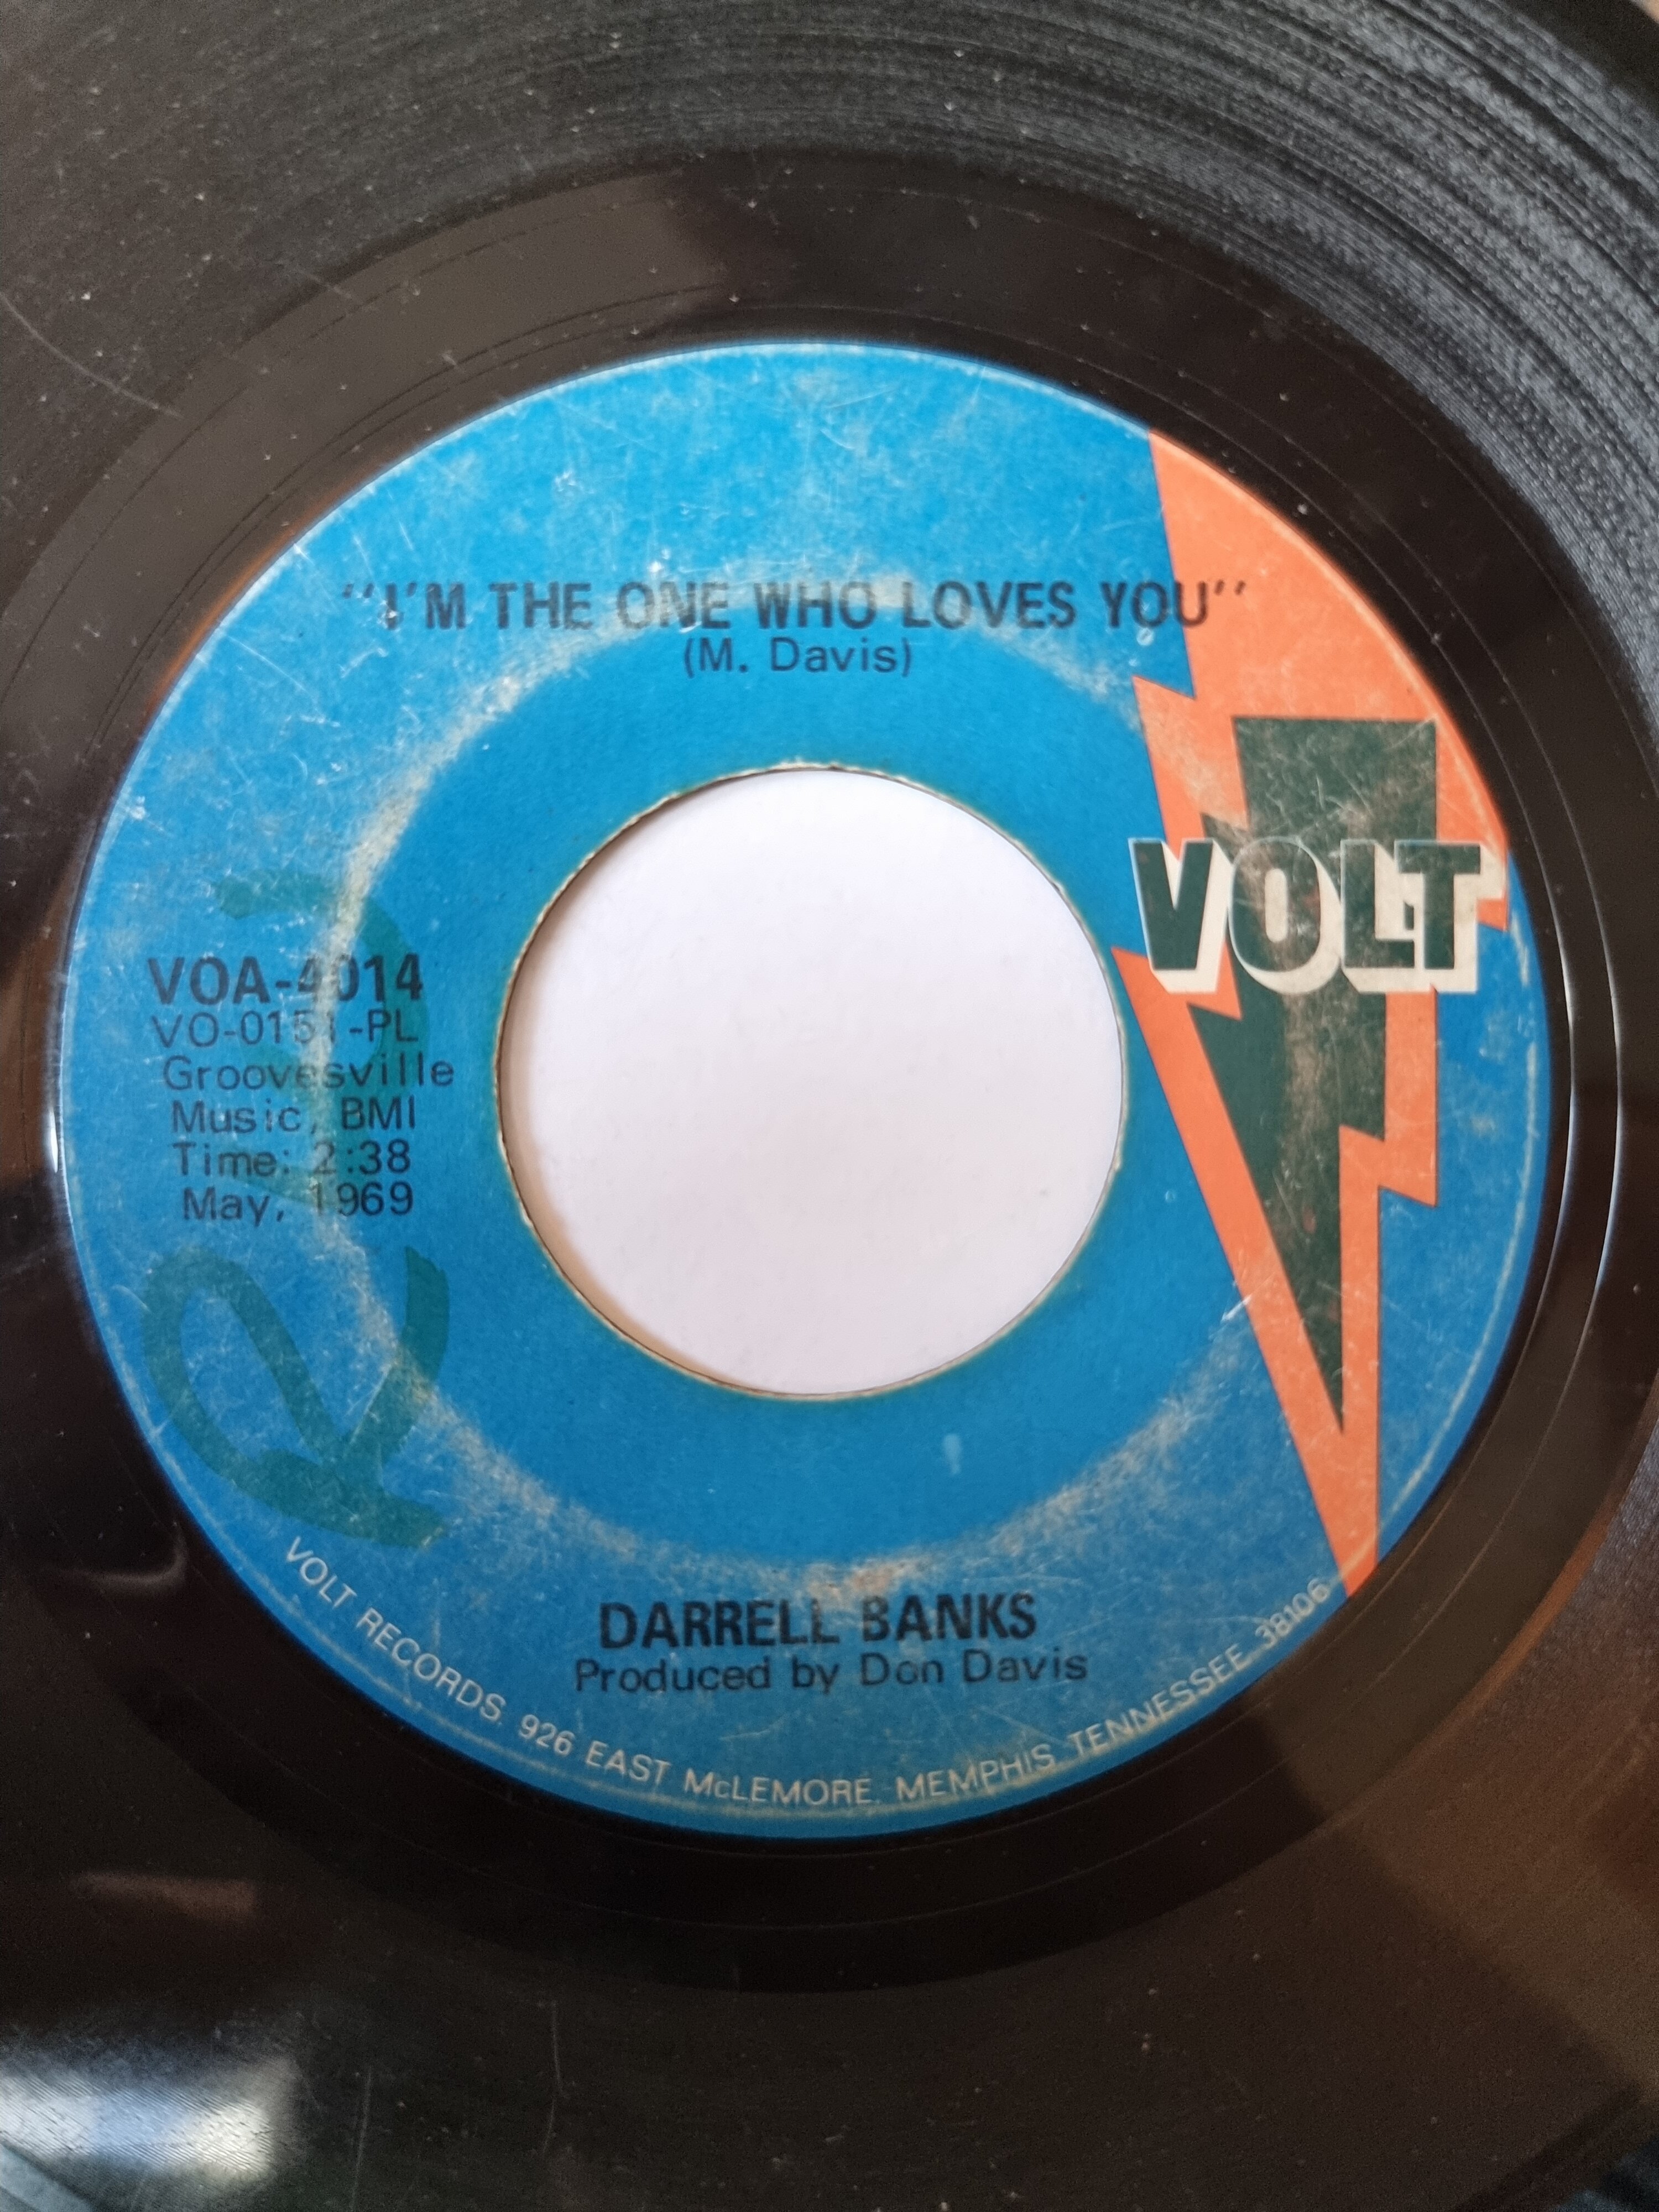 "I'M THE ONE WHO LOVES YOU"
(M. Davis)
VOLT
VOA-4014
VO-0151-PL
Groovesville
Music, BMI
Time: 2:38
May, 1969
DARRELL BANKS
Produced by Don Davis
VOLT RECORDS, 926 EAST McLEMORE, MEMPHIS, TENNESSEE 38106